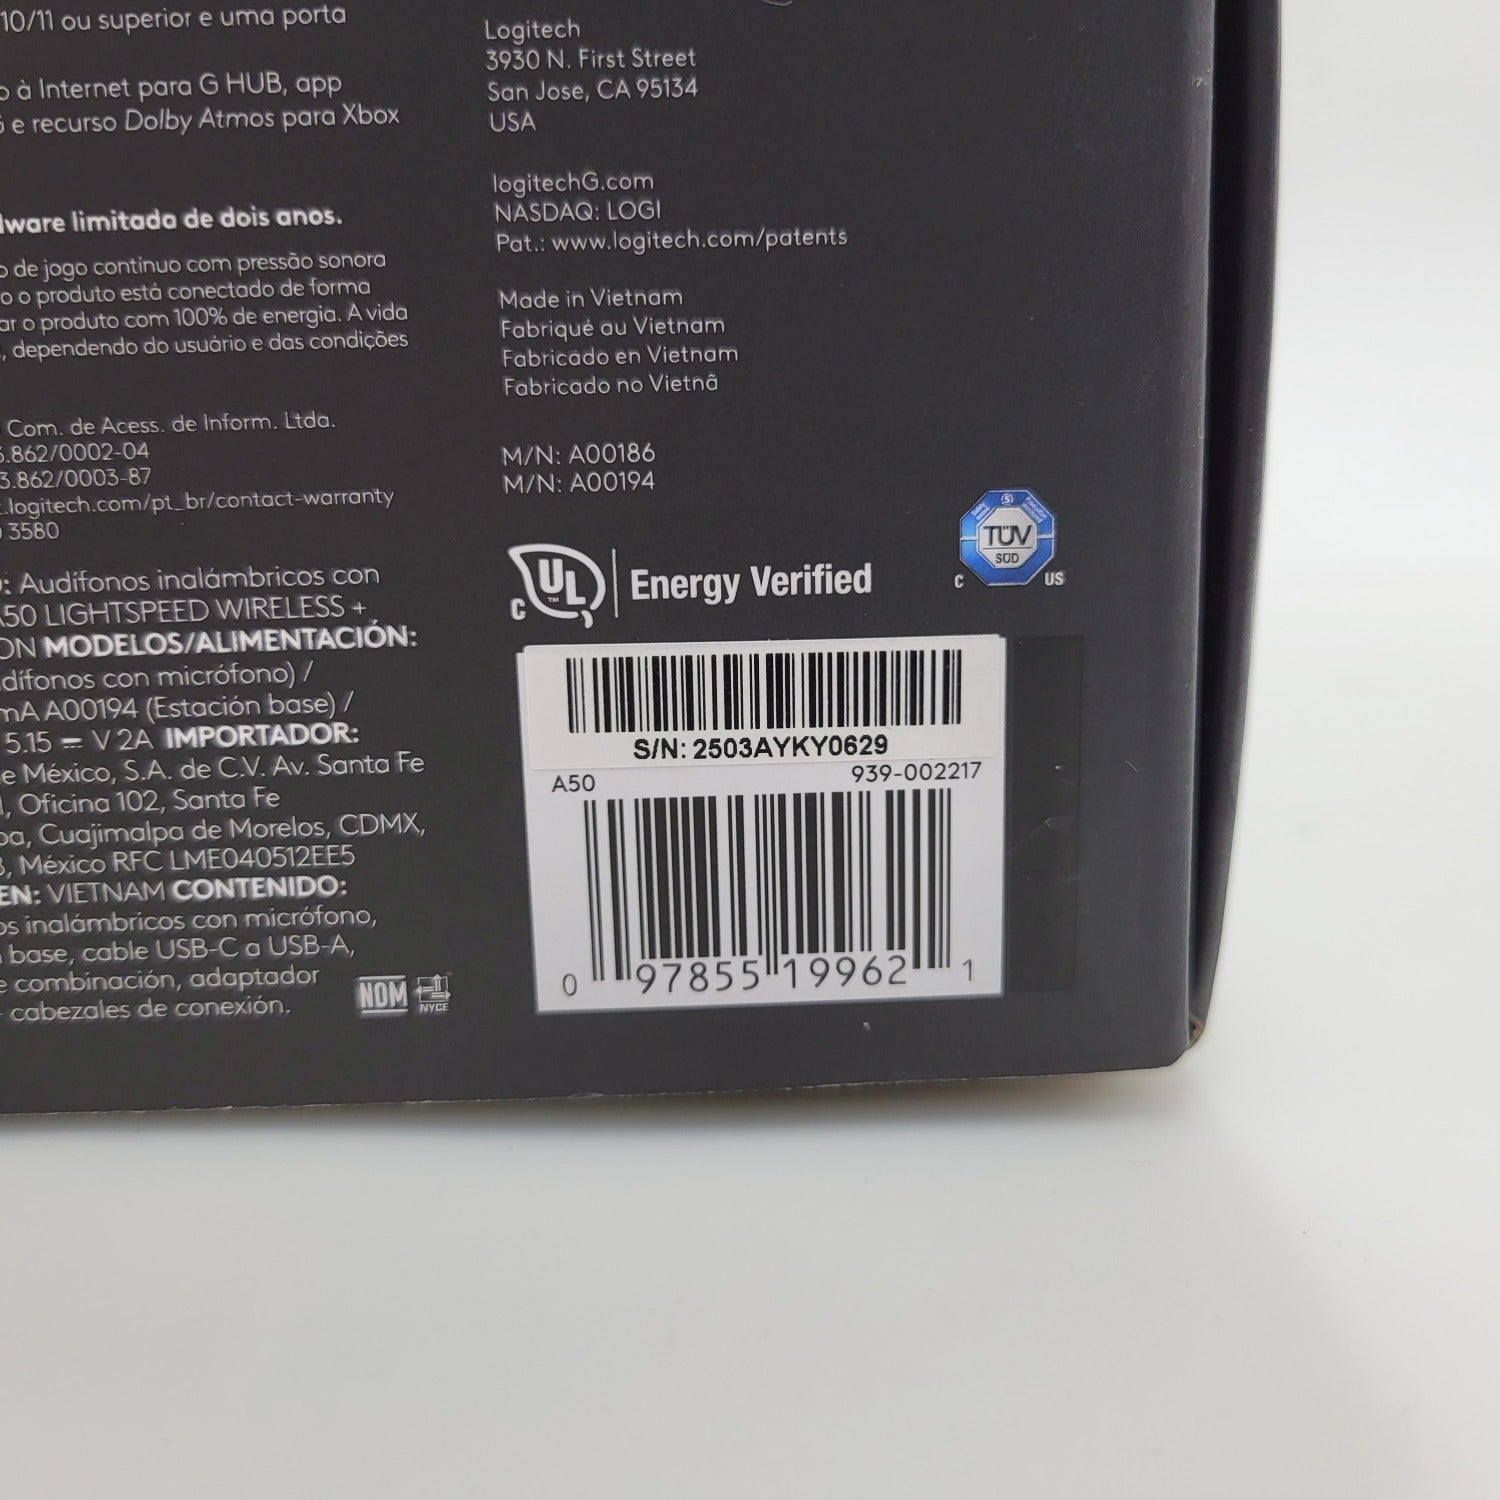 10/11 ou superior e uma porta
à Internet para G HUB, app
e recurso Dolby Atmos para Xbox
limitada de dois anos.
de jogo contínuo com pressão sonora
o produto está conectado de forma
o produto com 100% de energia. A vida
, dependendo do usuário e das condições
Com. de Acess. de Inform. Ltda.
.862/0002-04
3.862/0003-87
.logitech.com/pt_br/contact-warranty
3580
: Audífonos inalámbricos con
A50 LIGHTSPEED WIRELESS +
MODELOS/ALIMENTACIÓN:
con micrófono) /
mA A00194 (Estación base) /
5.15 ⎓ V 2A IMPORTADOR:
México, S.A. de C.V. Av. Santa Fe
, Oficina 102, Santa Fe
, Cuajimalpa de Morelos, CDMX,
, México RFC LME040512EE5
EN: VIETNAM CONTENIDO:
inalámbricos con micrófono,
base, cable USB-C a USB-A,
combinación, adaptador
cabezales de conexión.
NOM NYCE
Logitech
3930 N. First Street
San Jose, CA 95134
USA
logitechG.com
NASDAQ: LOGI
Pat.: www.logitech.com/patents
Made in Vietnam
Fabriqué au Vietnam
Fabricado en Vietnam
Fabricado no Vietnã
M/N: A00186
M/N: A00194
C UL ™ Energy Verified
TÜV
SÜD
C US
S/N: 2503AYKY0629
A50 939-002217
0 97855 19962 1